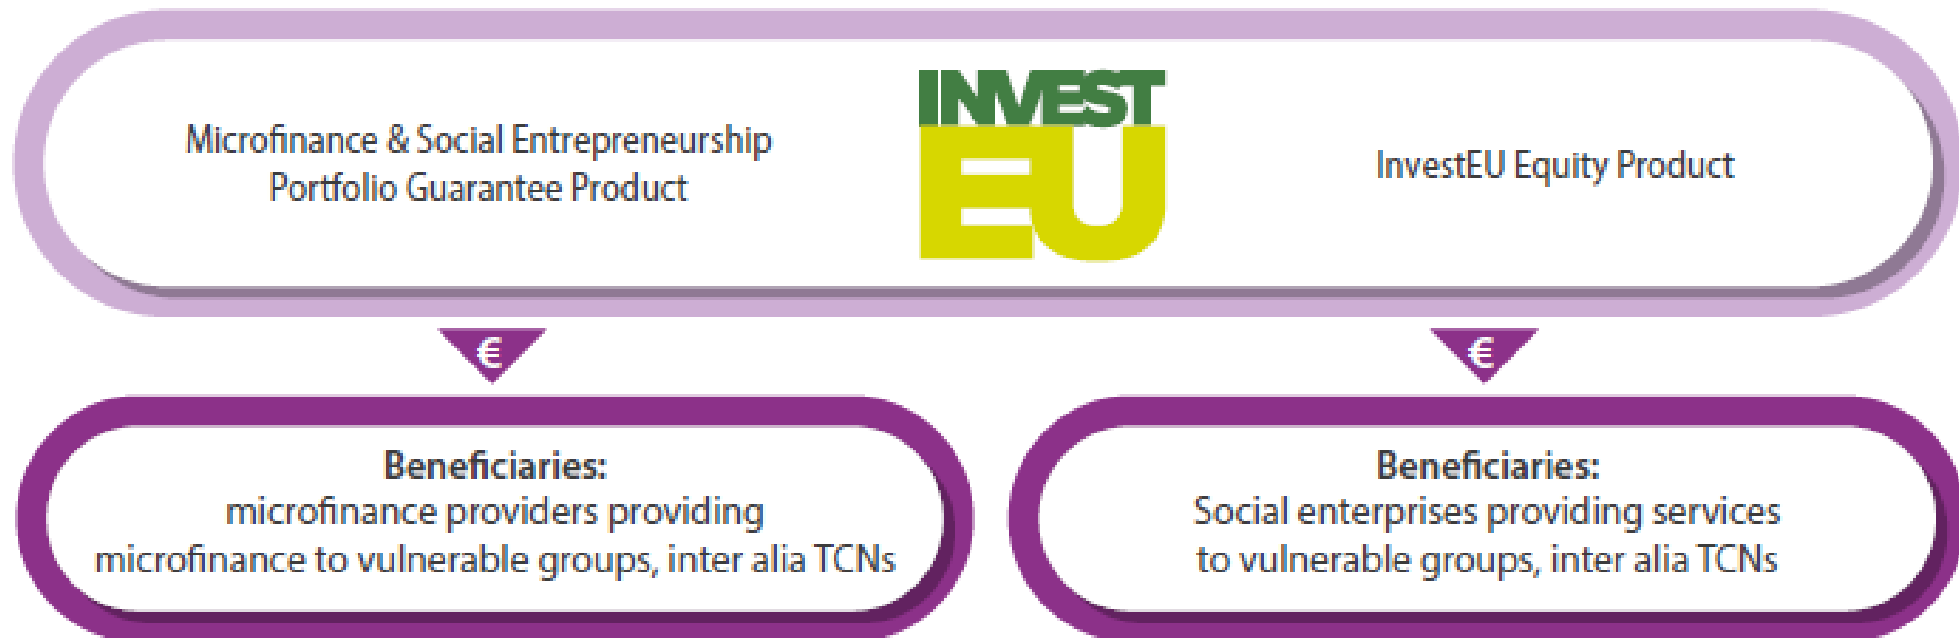 Microfinance & Social Entrepreneurship
Portfolio Guarantee Product
INVEST
EU
InvestEU Equity Product
€
€
Beneficiaries:
microfinance providers providing
microfinance to vulnerable groups, inter alia TCNs
Beneficiaries:
Social enterprises providing services
to vulnerable groups, inter alia TCNs